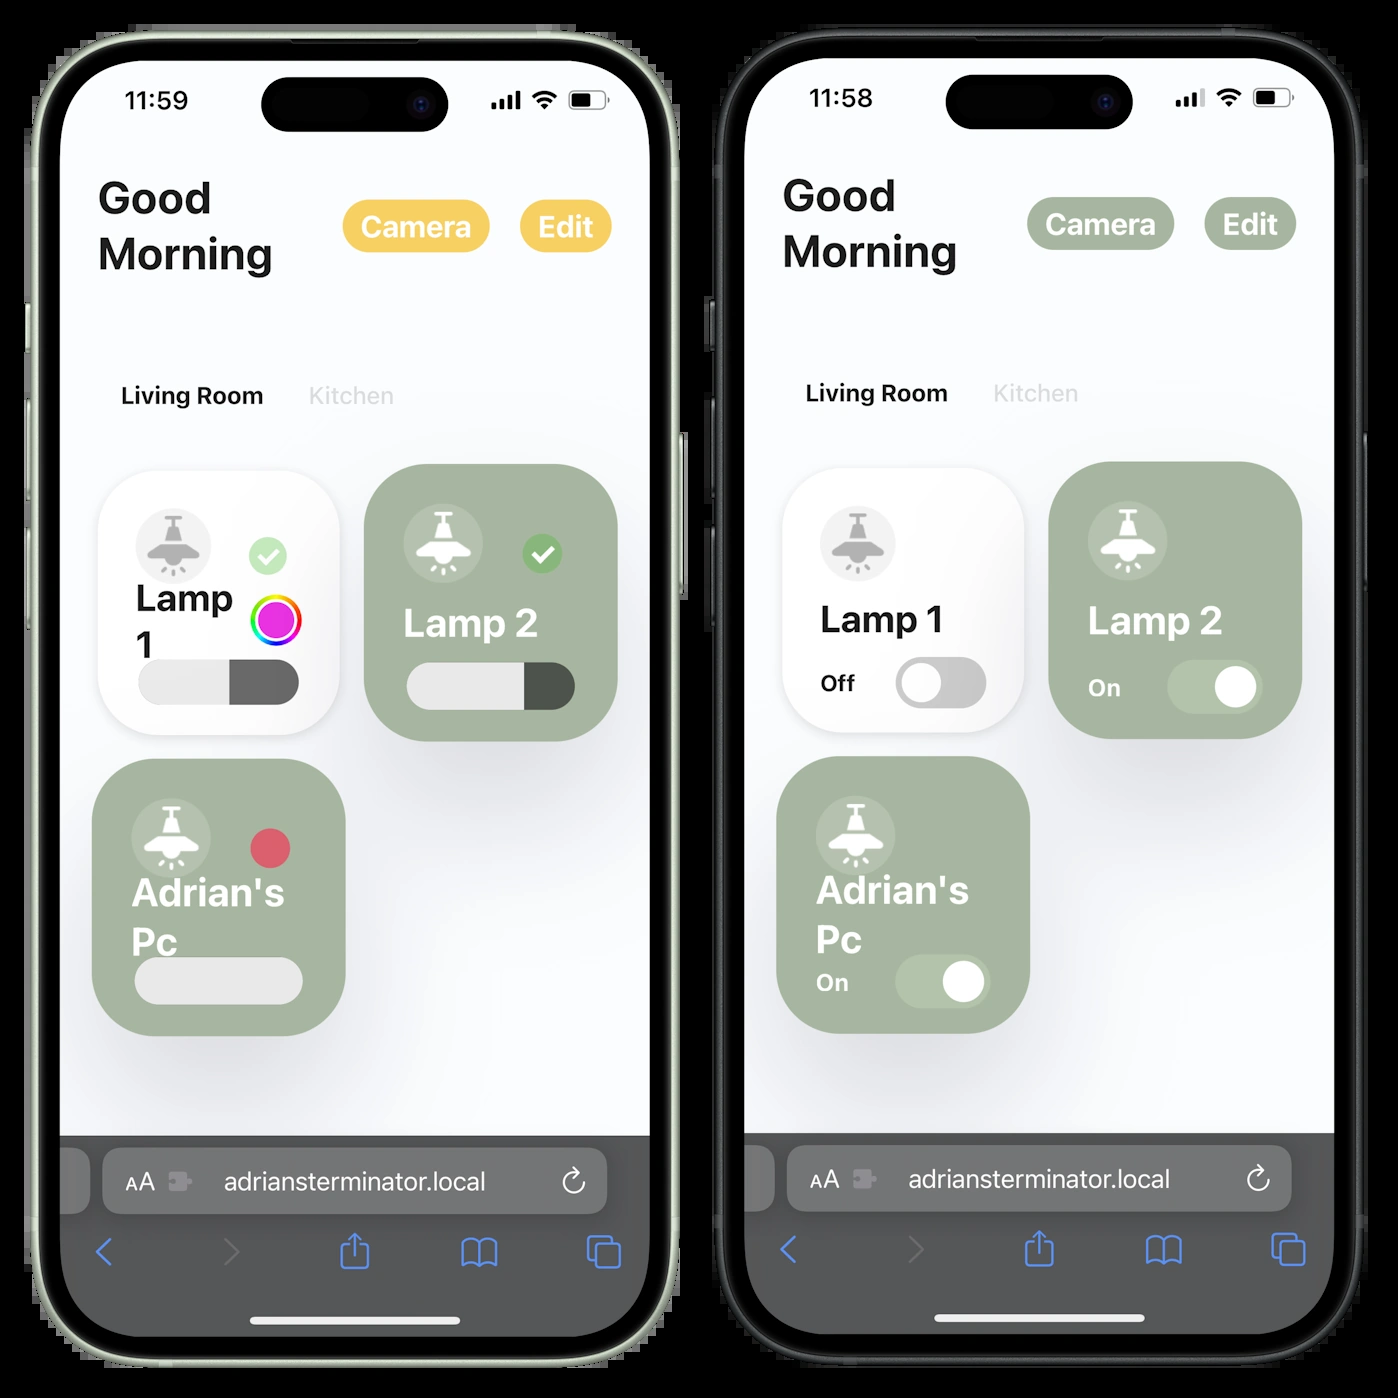 11:59
Good
Morning
Camera
Edit
Living Room
Kitchen
Lamp
1
Lamp 2
Adrian's
Pc
AA
adriansterminator.local
11:58
Good
Morning
Camera
Edit
Living Room
Kitchen
Lamp 1
Off
Lamp 2
On
Adrian's
Pc
On
AA
adriansterminator.local